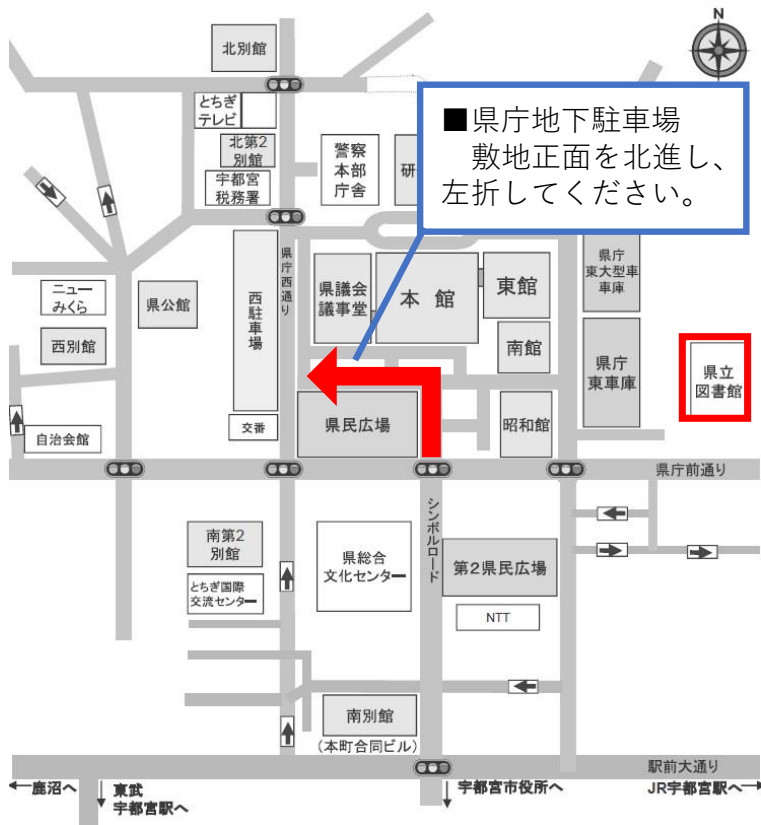 N
北別館
とちぎ
テレビ
北第2
別館
宇都宮
税務署
警察
本部
庁舎
研
■県庁地下駐車場
敷地正面を北進し、
左折してください。
県庁西通り
西駐車場
県公館
ニュー
みくら
西別館
自治会館
交番
県議会
議事堂
本館
東館
南館
昭和館
県民広場
県庁
東大型車
車庫
県庁
東車庫
県立
図書館
県庁前通り
シンボルロード
南第2
別館
とちぎ国際
交流センター
県総合
文化センター
第2県民広場
NTT
南別館
(本町合同ビル)
駅前大通り
鹿沼へ
東武
宇都宮駅へ
宇都宮市役所へ
JR宇都宮駅へ